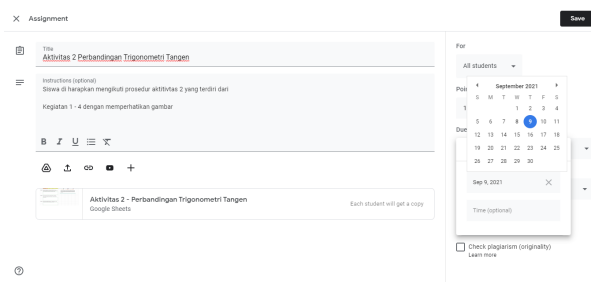 Assignment
Save
Title
Aktivitas 2 Perbandingan Trigonometri Tangen
Instructions (optional)
Siswa di harapkan mengikuti prosedur aktitivtas 2 yang terdiri dari
Kegiatan 1 - 4 dengan memperhatikan gambar
B I U
Aktivitas 2 - Perbandingan Trigonometri Tangen
Google Sheets
Each student will get a copy
For
All students
Poi
1
September 2021
S M T W T F S
1 2 3 4
5 6 7 8 9 10 11
12 13 14 15 16 17 18
19 20 21 22 23 24 25
26 27 28 29 30
Due
Sep 9, 2021
Time (optional)
Check plagiarism (originality)
Learn more